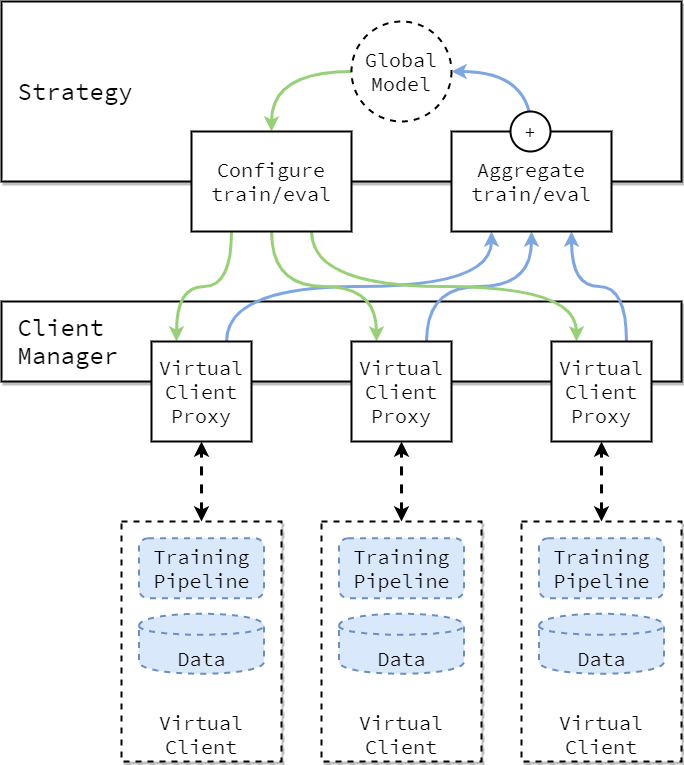 Global
Model
Strategy
+
Configure
train/eval
Aggregate
train/eval
Client
Manager
Virtual
Client
Proxy
Virtual
Client
Proxy
Virtual
Client
Proxy
Training
Pipeline
Data
Virtual
Client
Training
Pipeline
Data
Virtual
Client
Training
Pipeline
Data
Virtual
Client